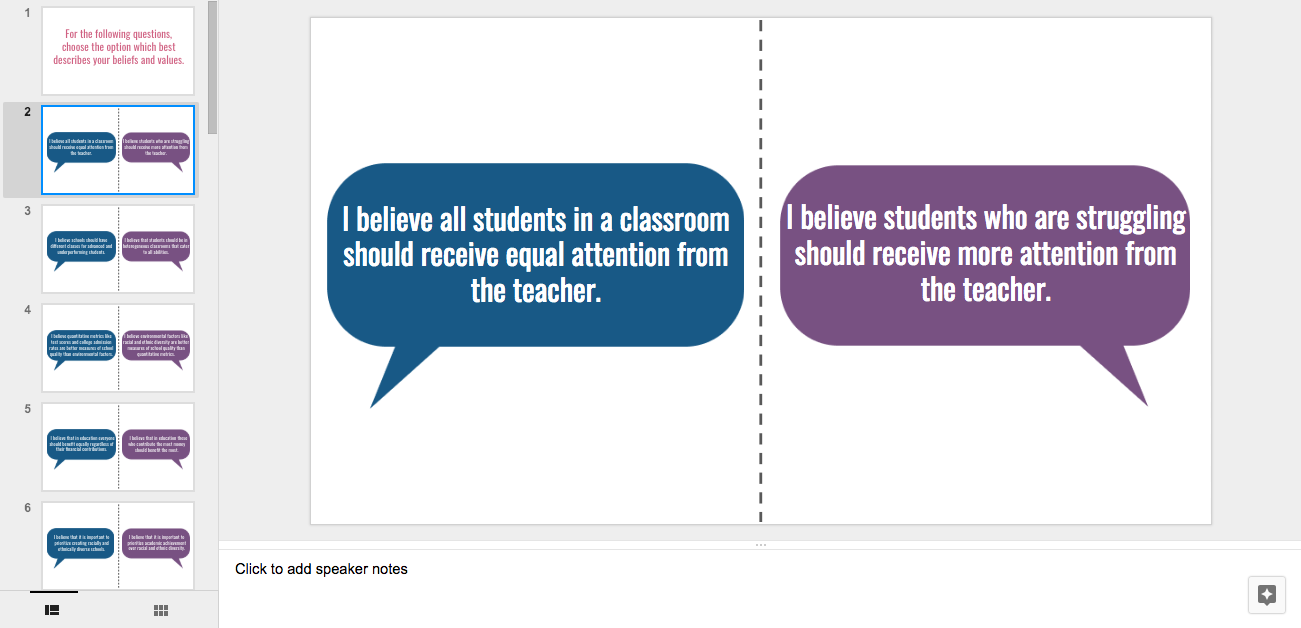 1
For the following questions,
choose the option which best
describes your beliefs and values.
2
I believe all students in a classroom
should receive equal attention from
the teacher.
I believe students who are struggling
should receive more attention from
the teacher.
3
I believe schools should have
different classes for advanced and
underperforming students.
I believe that students should be in
heterogeneous classrooms that cater
to all abilities.
4
I believe quantitative metrics like
test scores and college admission
rates are better measures of school
quality than environmental factors.
I believe environmental factors like
racial and ethnic diversity are better
measures of school quality than
quantitative metrics.
5
I believe that in education everyone
should benefit equally regardless of
their financial contributions.
I believe that in education those
who contribute the most money
should benefit the most.
6
I believe that it is important to
prioritize creating racially and
ethnically diverse schools.
I believe that it is important to
prioritize academic achievement
over racial and ethnic diversity.
I believe all students in a classroom
should receive equal attention from
the teacher.
I believe students who are struggling
should receive more attention from
the teacher.
Click to add speaker notes